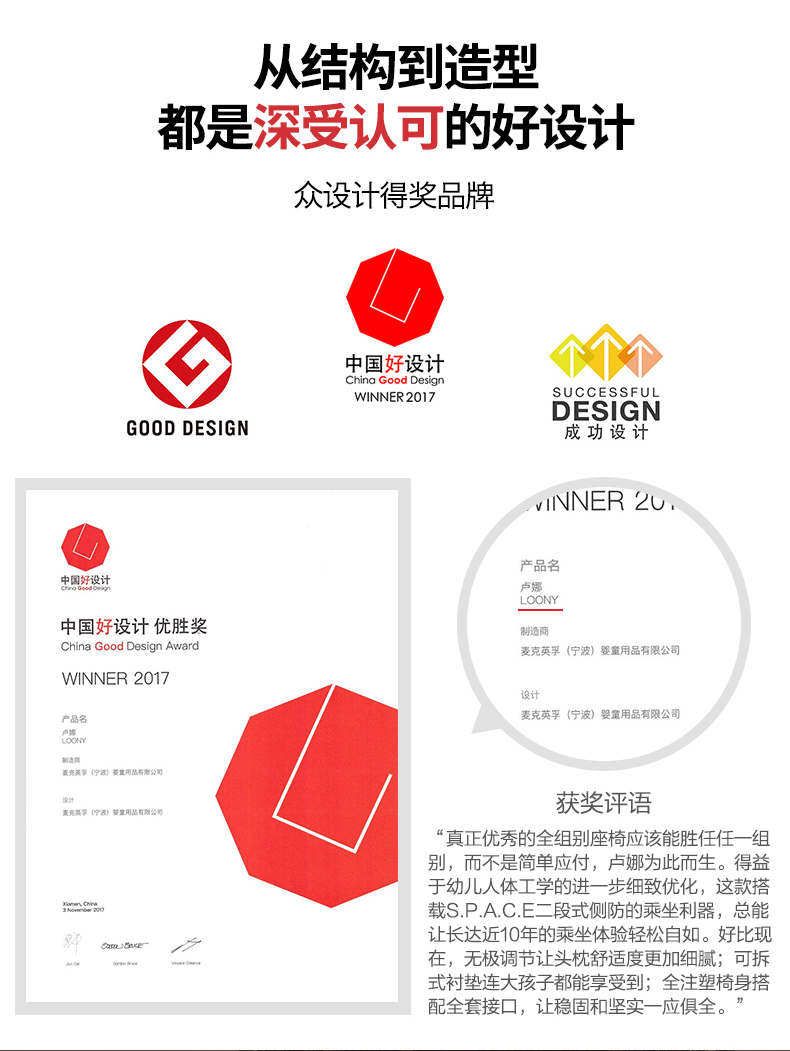 从结构到造型
都是深受认可的好设计
众设计得奖品牌
GOOD DESIGN
中国好设计
China Good Design
WINNER 2017
SUCCESSFUL
DESIGN
成功设计
中国好设计
China Good Design
中国好设计 优胜奖
China Good Design Award
WINNER 2017
产品名
卢娜
LOONY
制造商
麦克英孚（宁波）婴童用品有限公司
设计
麦克英孚（宁波）婴童用品有限公司
Xiamen, China
3 November 2017
Jun Cai
Gordon Bruce
WINNER 201
产品名
卢娜
LOONY
制造商
麦克英孚（宁波）婴童用品有限公司
设计
麦克英孚（宁波）婴童用品有限公司
获奖评语
“真正优秀的全组别座椅应该能胜任任一组
别，而不是简单应付，卢娜为此而生。得益
于幼儿人体工学的进一步细致优化，这款搭
载S.P.A.C.E二段式侧防的乘坐利器，总能
让长达近10年的乘坐体验轻松自如。好比现
在，无极调节让头枕舒适度更加细腻；可拆
式衬垫连大孩子都能享受到；全注塑椅身搭
配全套接口，让稳固和坚实一应俱全。”